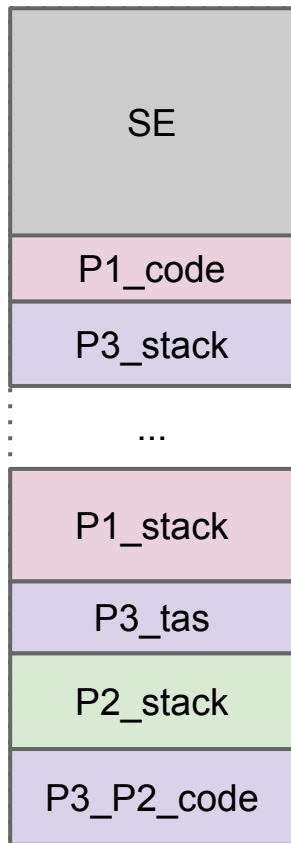 SE
P1_code
P3_stack
...
P1_stack
P3_tas
P2_stack
P3_P2_code